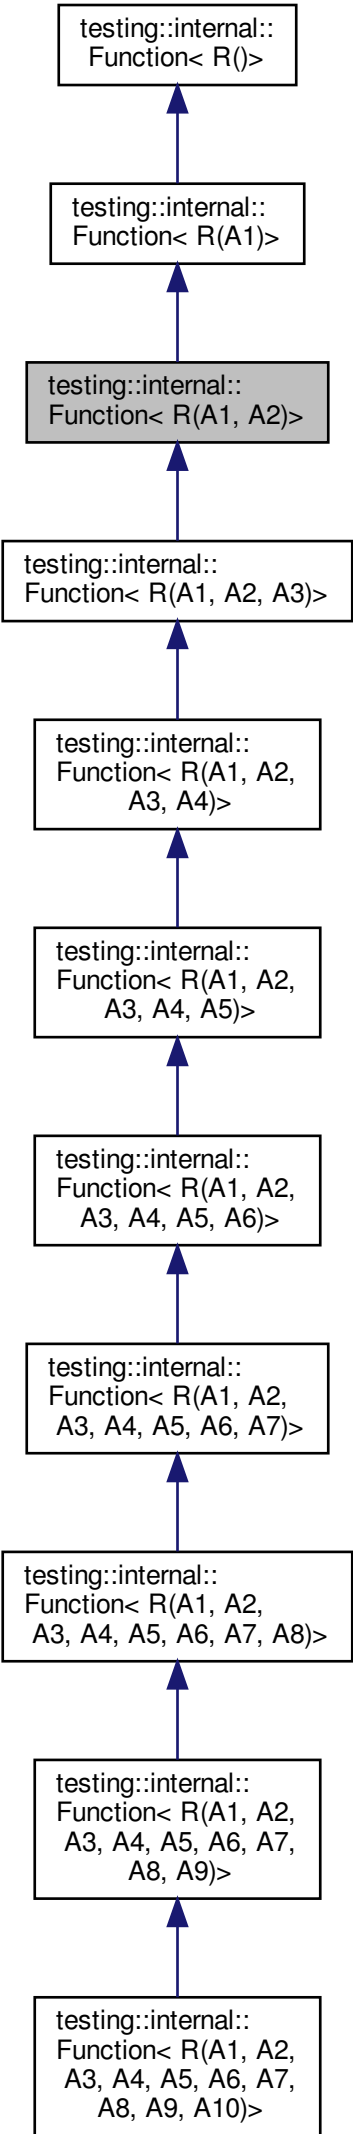 testing::internal::
Function< R()>
testing::internal::
Function< R(A1)>
testing::internal::
Function< R(A1, A2)>
testing::internal::
Function< R(A1, A2, A3)>
testing::internal::
Function< R(A1, A2,
A3, A4)>
testing::internal::
Function< R(A1, A2,
A3, A4, A5)>
testing::internal::
Function< R(A1, A2,
A3, A4, A5, A6)>
testing::internal::
Function< R(A1, A2,
A3, A4, A5, A6, A7)>
testing::internal::
Function< R(A1, A2,
A3, A4, A5, A6, A7, A8)>
testing::internal::
Function< R(A1, A2,
A3, A4, A5, A6, A7,
A8, A9)>
testing::internal::
Function< R(A1, A2,
A3, A4, A5, A6, A7,
A8, A9, A10)>